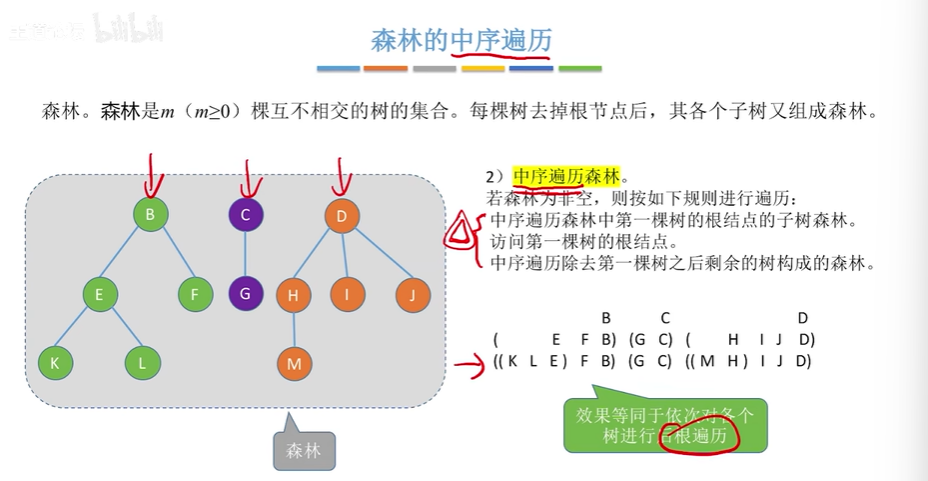 bilibili
森林的中序遍历
森林。森林是m（m≥0）棵互不相交的树的集合。每棵树去掉根节点后，其各个子树又组成森林。
2）中序遍历森林。
若森林为非空，则按如下规则进行遍历：
中序遍历森林中第一棵树的根结点的子树森林。
访问第一棵树的根结点。
中序遍历除去第一棵树之后剩余的树构成的森林。
B C D
E F G H I J
K L M
森林
B C D
( E F B) (G C) ( H I J D)
((K L E) F B) (G C) ((M H) I J D)
效果等同于依次对各个
树进行后根遍历